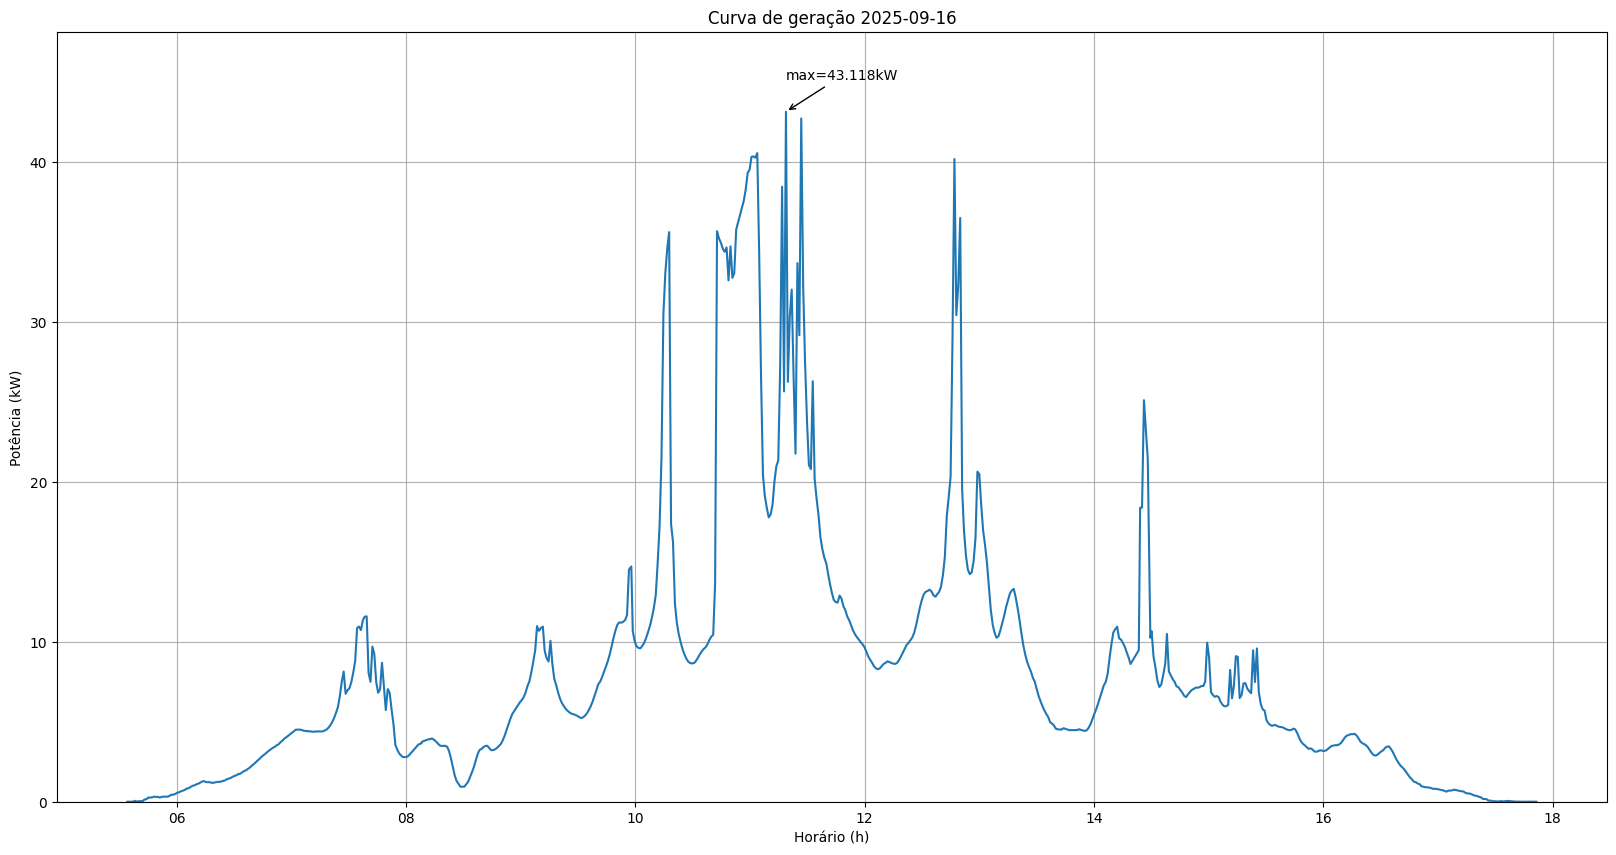 Curva de geração 2025-09-16
max=43.118kW
40
30
20
10
0
Potência (kW)
06 08 10 12 14 16 18
Horário (h)